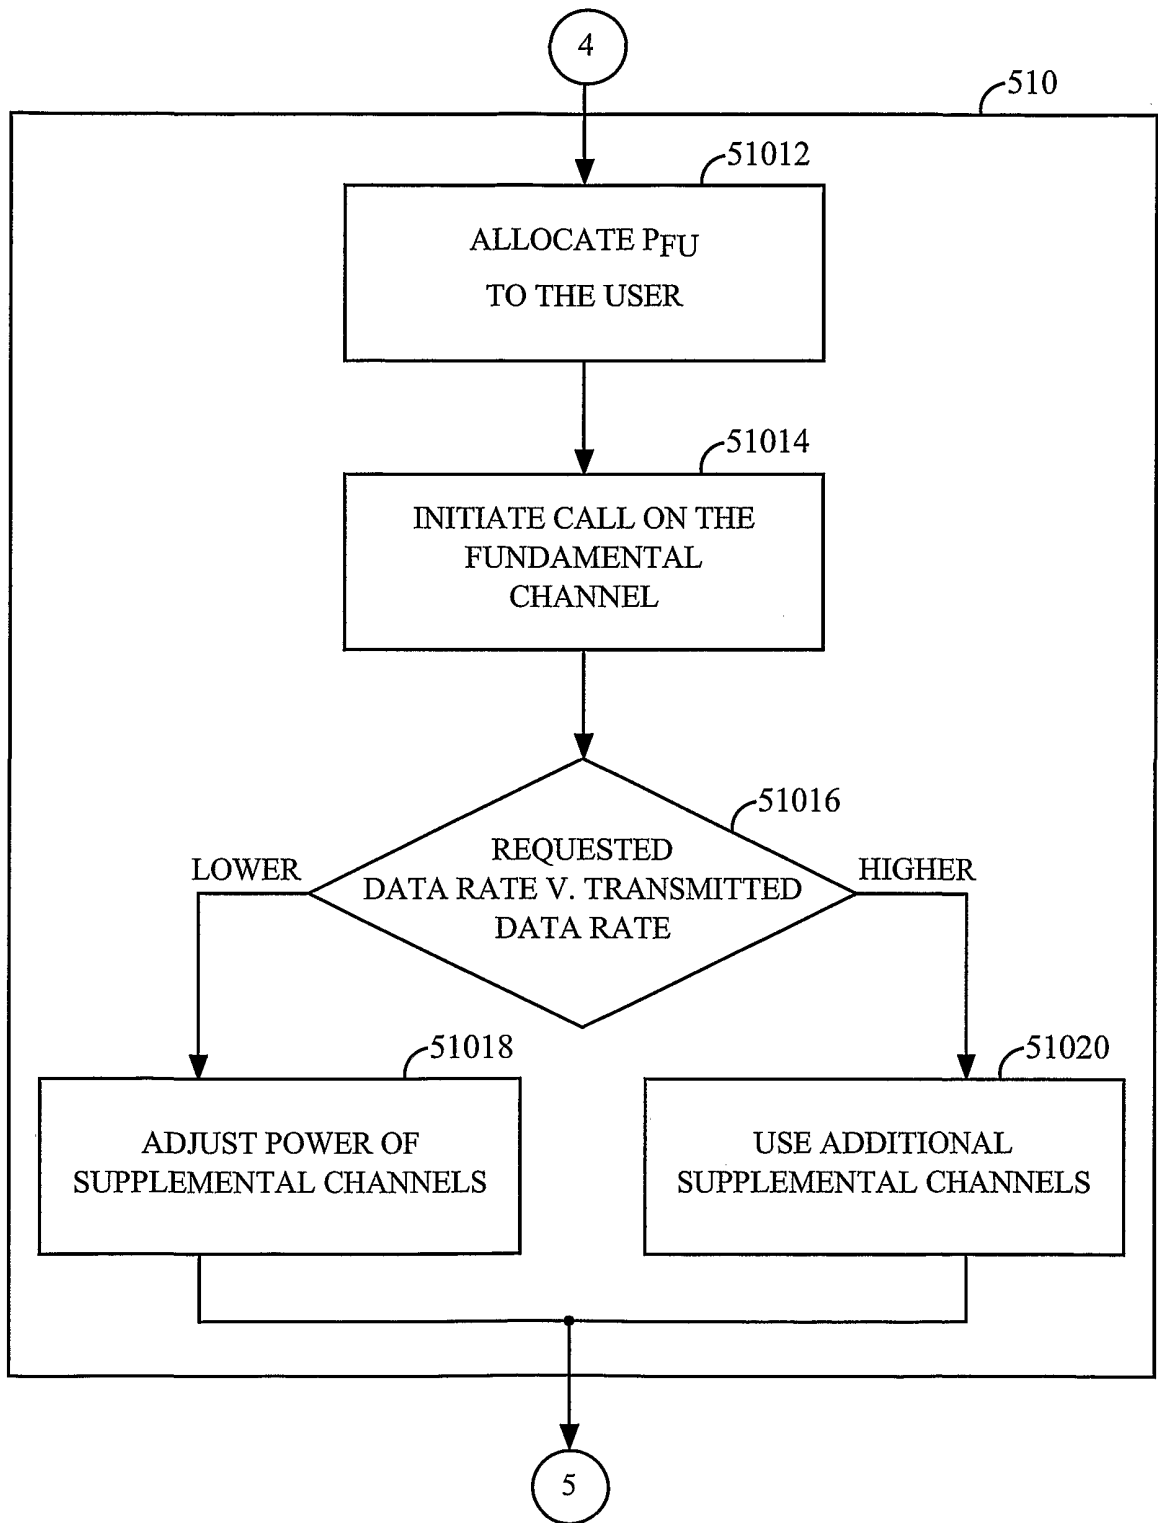 4
510
51012
ALLOCATE PFU
TO THE USER
51014
INITIATE CALL ON THE
FUNDAMENTAL
CHANNEL
51016
LOWER
REQUESTED
DATA RATE V. TRANSMITTED
DATA RATE
HIGHER
51018
ADJUST POWER OF
SUPPLEMENTAL CHANNELS
51020
USE ADDITIONAL
SUPPLEMENTAL CHANNELS
5